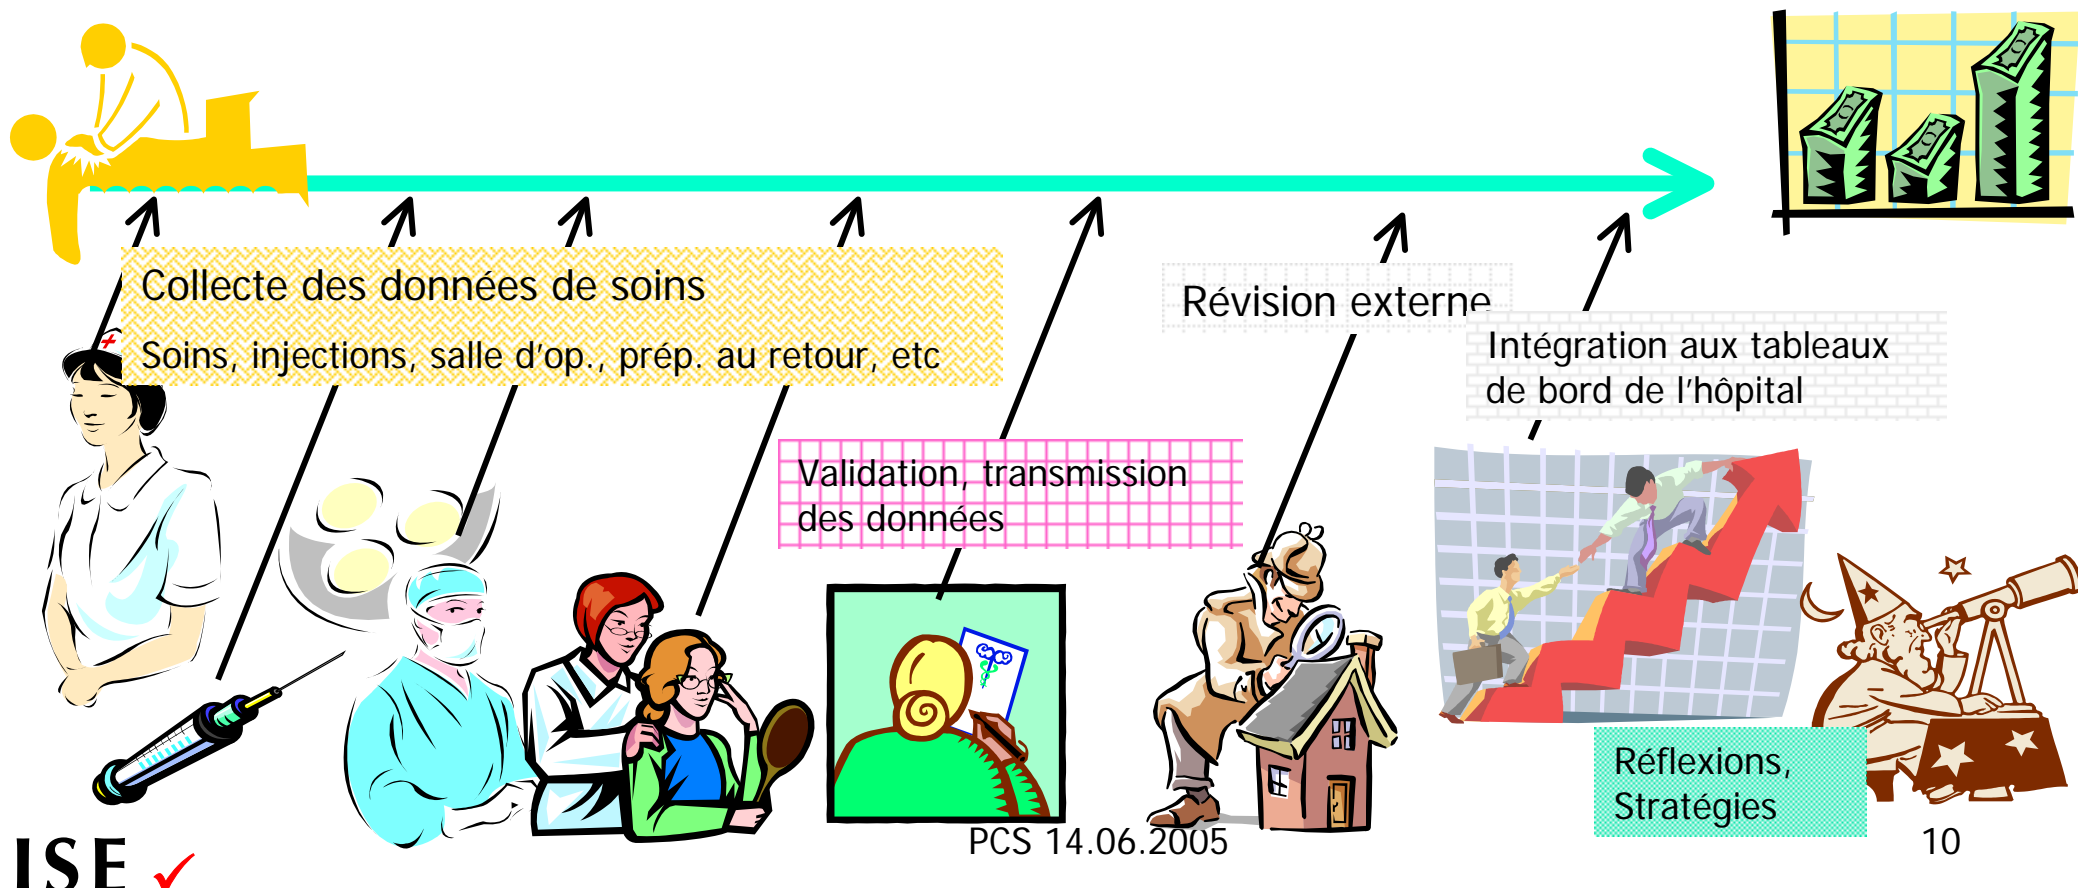 Collecte des données de soins
Soins, injections, salle d'op., prép. au retour, etc
Révision externe
Intégration aux tableaux
de bord de l'hôpital
Validation, transmission
des données
Réflexions,
Stratégies
PCS 14.06.2005
10
ISE